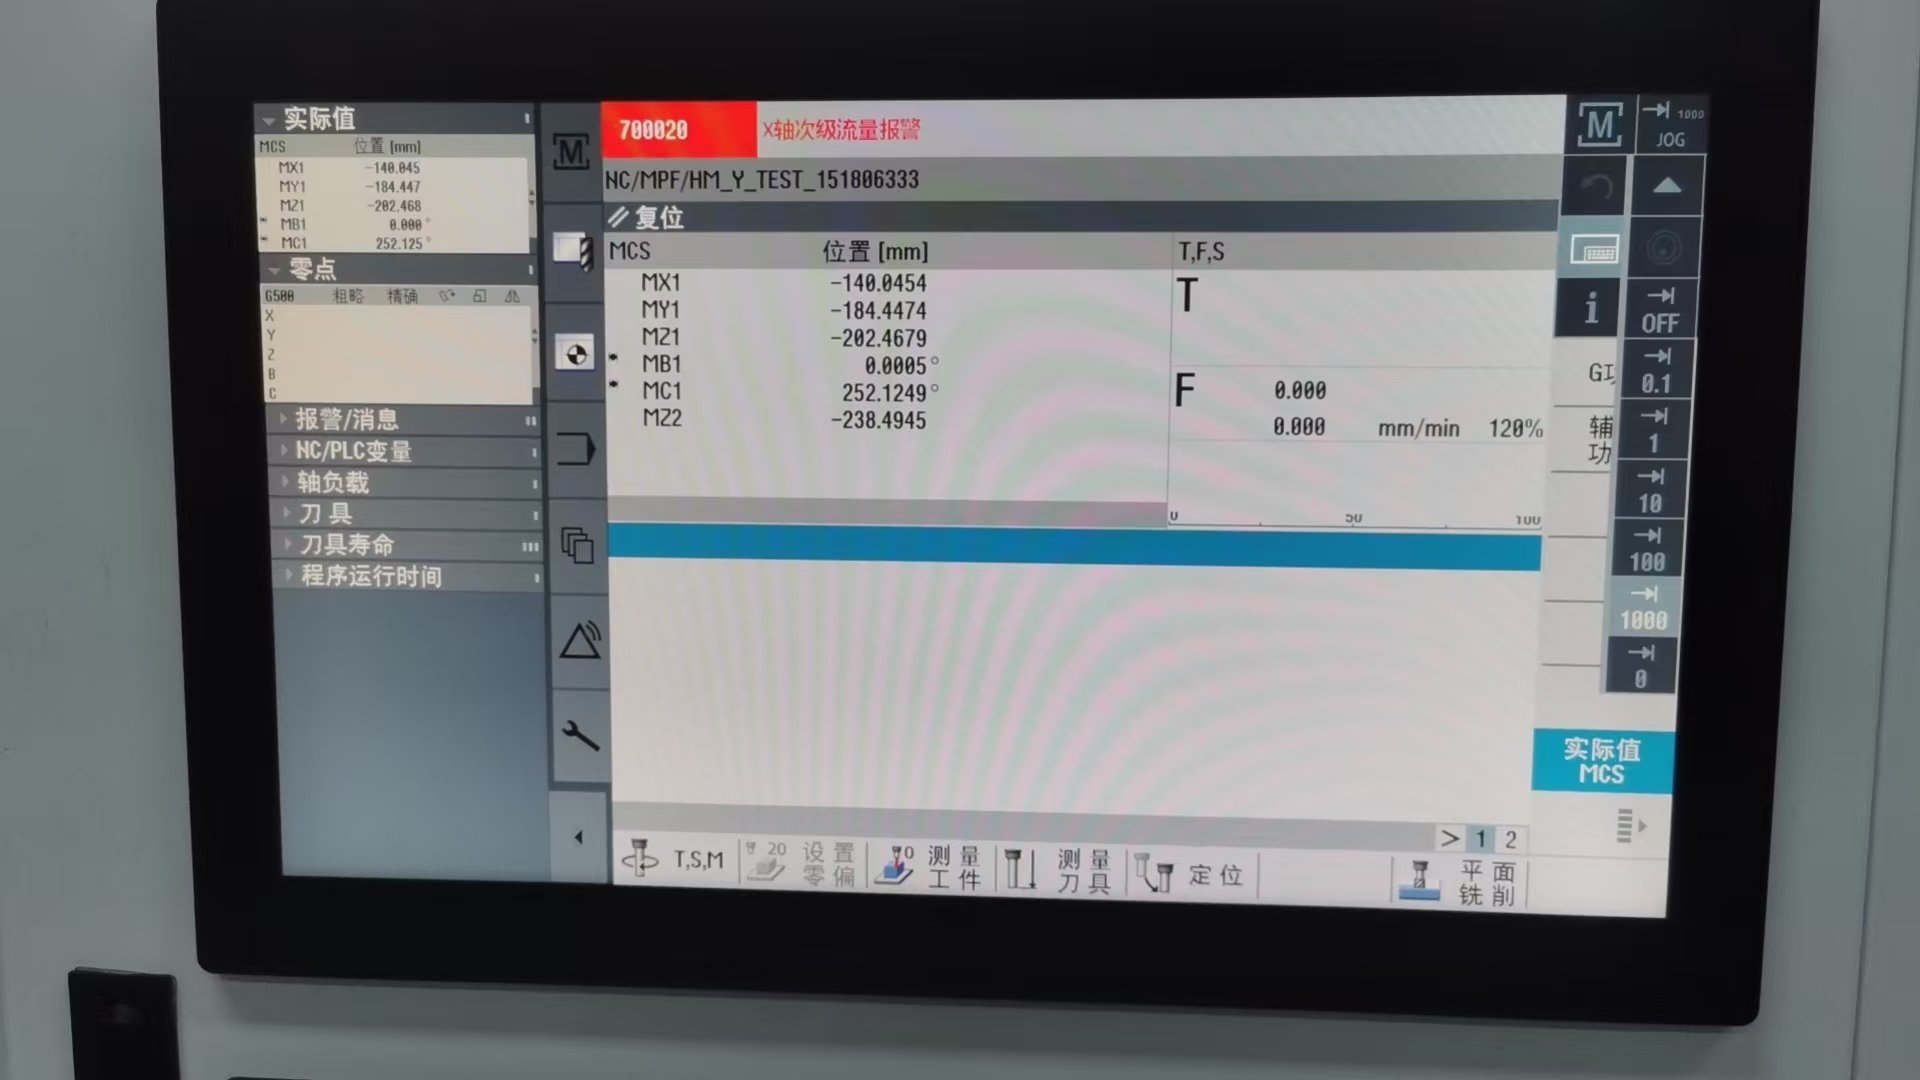 实际值
MCS 位置 [mm]
MX1 -140.045
MY1 -184.447
MZ1 -202.468
MB1 0.000 °
MC1 252.125 °
零点
G500 粗略 精确
X
Y
Z
B
C
报警/消息
NC/PLC变量
轴负载
刀具
刀具寿命
程序运行时间
700020 X轴次级流量报警
NC/MPF/HM_Y_TEST_151806333
复位
MCS 位置 [mm]
MX1 -140.0454
MY1 -184.4474
MZ1 -202.4679
MB1 0.0005 °
MC1 252.1249 °
MZ2 -238.4945
T,F,S
T
F 0.000
0.000 mm/min 120%
0 50 100
M
M
1000
JOG
i
OFF
0.1
1
10
100
1000
0
G功
辅
功
实际值
MCS
> 1 2
T,S,M
20 设置
零偏
0 测量
工件
测量
刀具
定位
平面
铣削